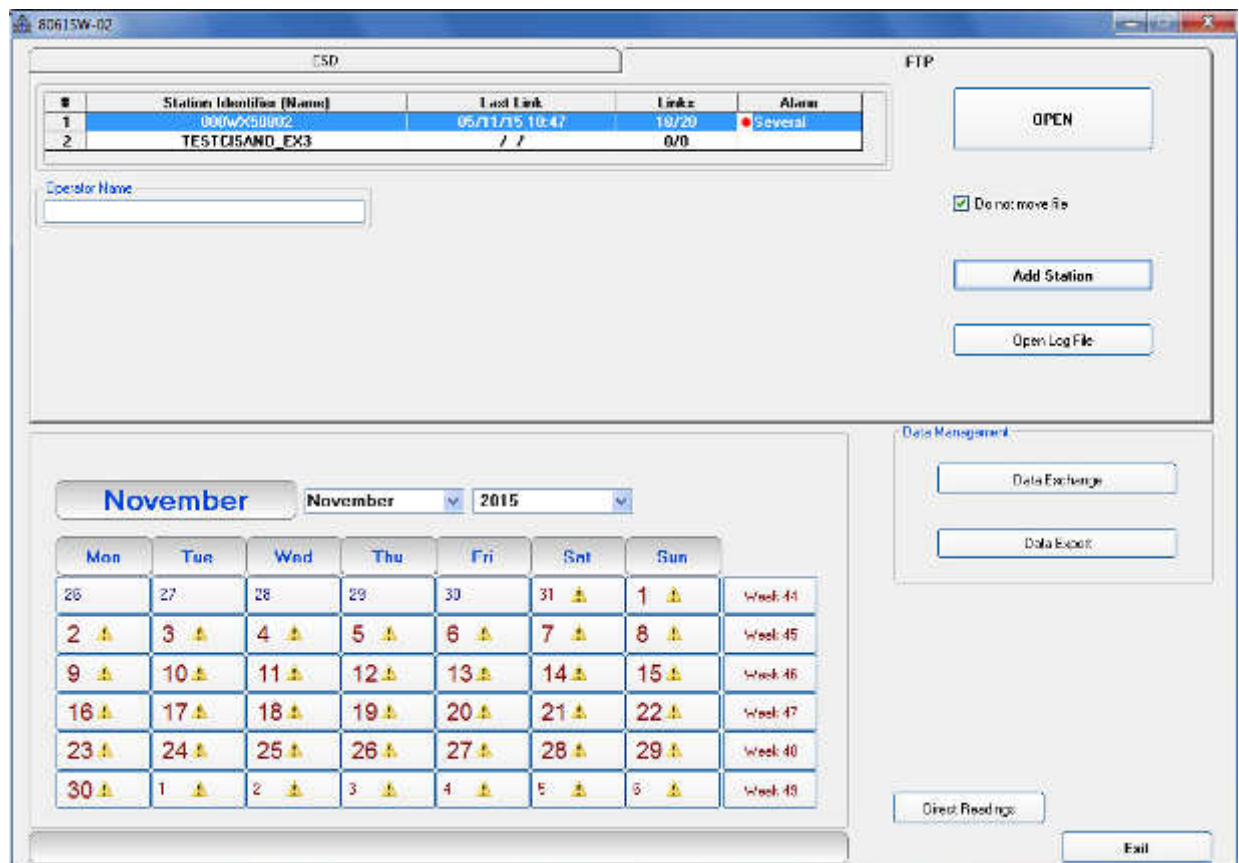 80615W-02
CSD FTP
# Station Identifier (Name) Last Link Links Alarm
1 05/11/15 10:47 Several
2 / / 0/0
OPEN
Operator Name
Do not move file
Add Station
Open Log File
Data Management
Data Exchange
Data Export
November November 2015
Mon Tue Wed Thu Fri Sat Sun
26 27 28 29 30 31 1 Week 44
2 3 4 5 6 7 8 Week 45
9 10 11 12 13 14 15 Week 46
16 17 18 19 20 21 22 Week 47
23 24 25 26 27 28 29 Week 48
30 1 2 3 4 5 6 Week 49
Direct Readings
Exit